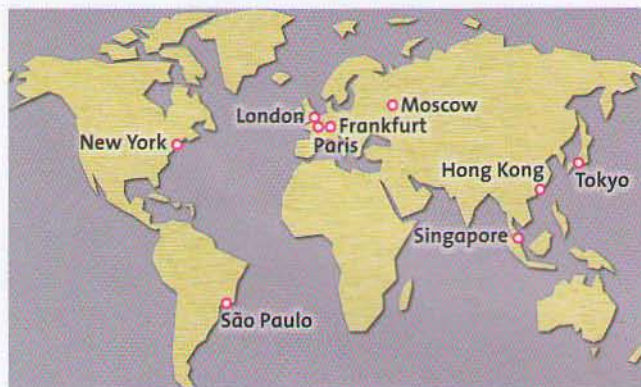 Moscow
London
Frankfurt
Paris
New York
Hong Kong
Tokyo
Singapore
São Paulo